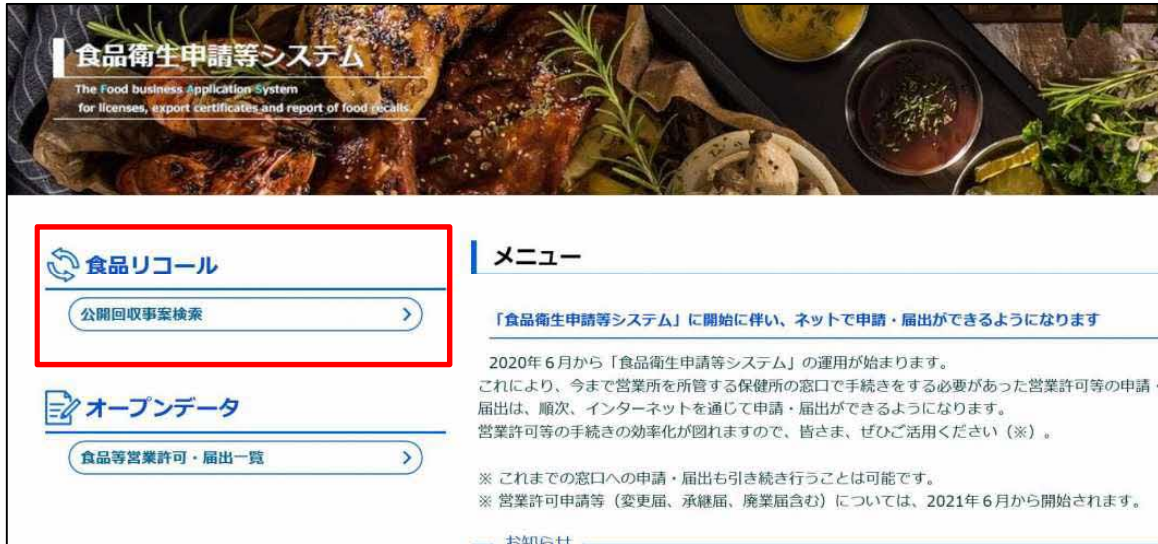 食品衛生申請等システム
The Food business Application System
for licenses, export certificates and report of food recalls
食品リコール
公開回収事案検索
オープンデータ
食品等営業許可・届出一覧
メニュー
「食品衛生申請等システム」に開始に伴い、ネットで申請・届出ができるようになります
2020年6月から「食品衛生申請等システム」の運用が始まります。
これにより、今まで営業所を所管する保健所の窓口で手続きをする必要があった営業許可等の申請・
届出は、順次、インターネットを通じて申請・届出ができるようになります。
営業許可等の手続きの効率化が図れますので、皆さま、ぜひご活用ください（※）。
※ これまでの窓口への申請・届出も引き続き行うことは可能です。
※ 営業許可申請等（変更届、承継届、廃業届含む）については、2021年6月から開始されます。
お知らせ